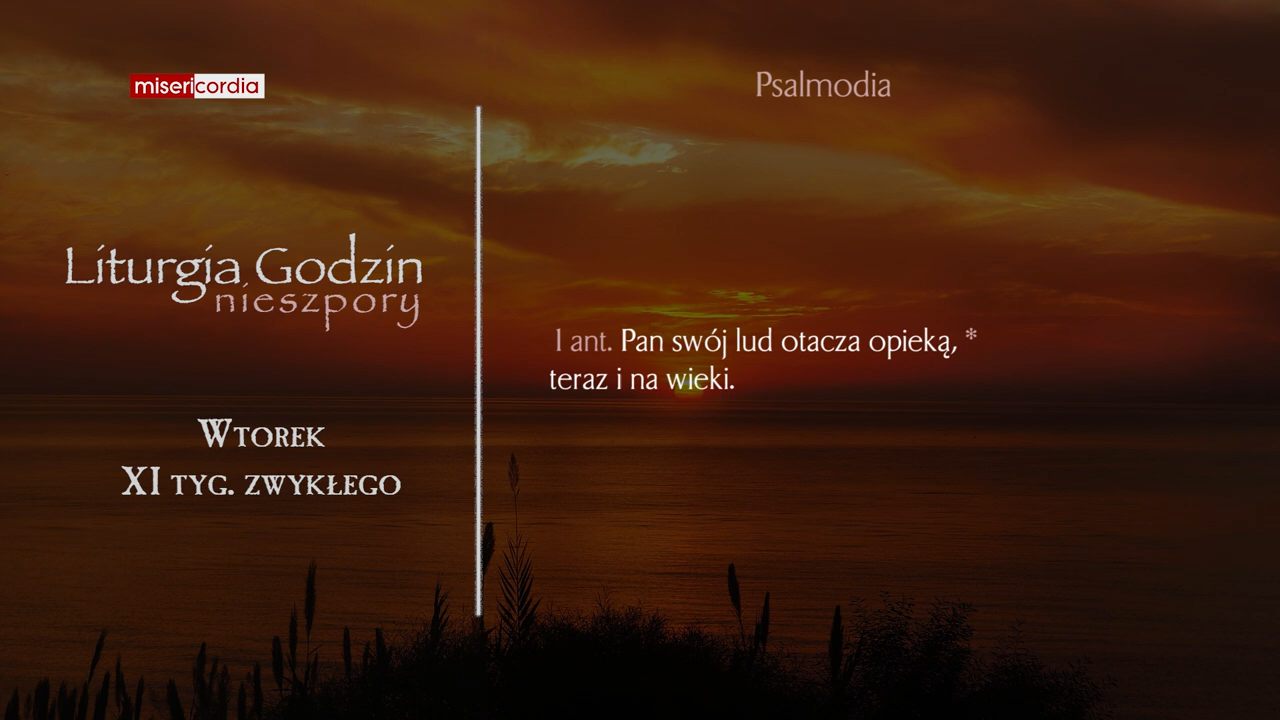 misericordia
Psalmodia
Liturgia Godzin
nieszpory
I ant. Pan swój lud otacza opieką, *
teraz i na wieki.
Wtorek
XI tyg. zwykłego